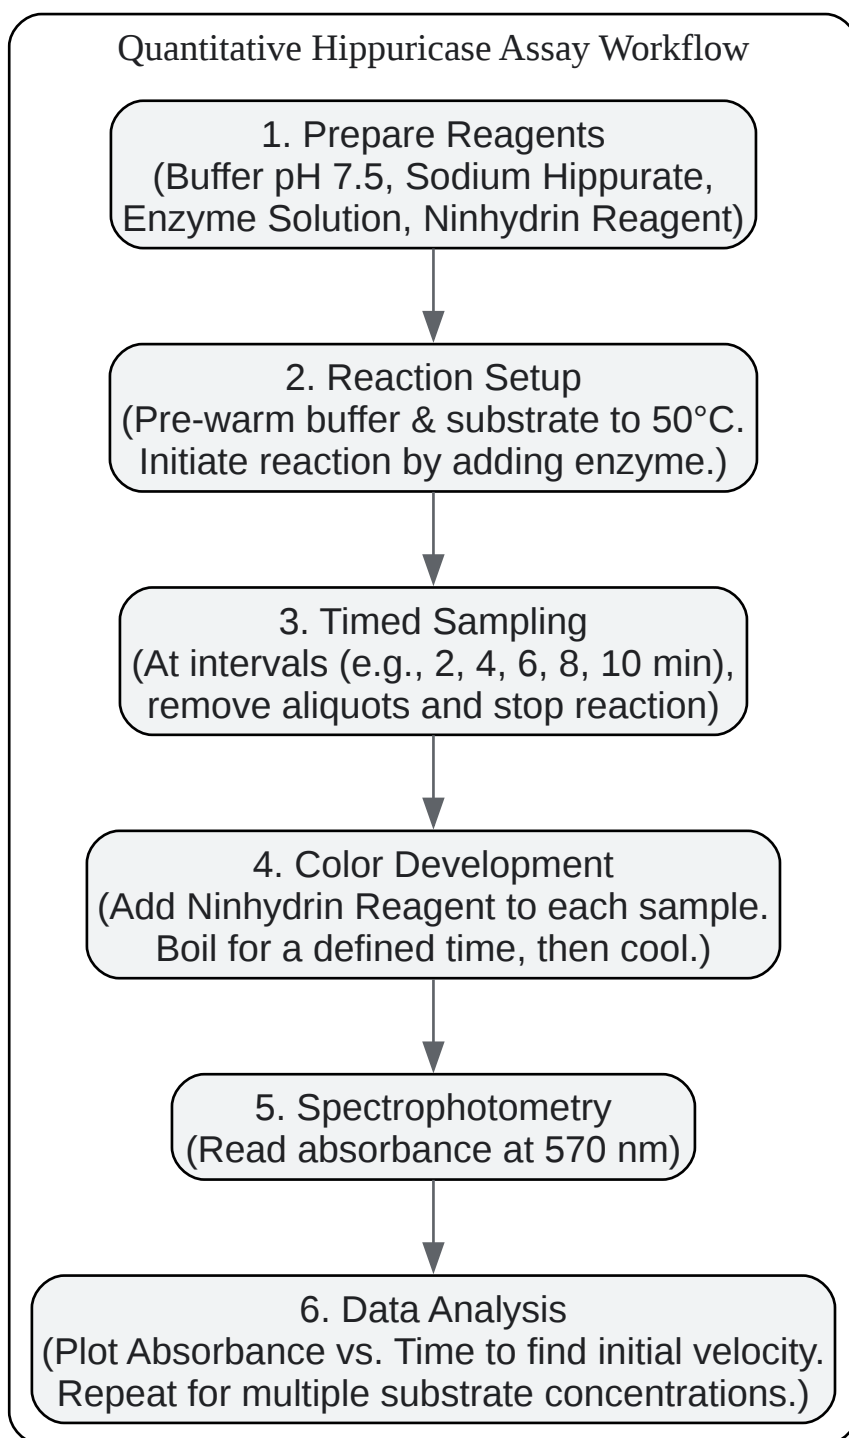 Quantitative Hippuricase Assay Workflow
1. Prepare Reagents
(Buffer pH 7.5, Sodium Hippurate,
Enzyme Solution, Ninhydrin Reagent)
2. Reaction Setup
(Pre-warm buffer & substrate to 50°C.
Initiate reaction by adding enzyme.)
3. Timed Sampling
(At intervals (e.g., 2, 4, 6, 8, 10 min),
remove aliquots and stop reaction)
4. Color Development
(Add Ninhydrin Reagent to each sample.
Boil for a defined time, then cool.)
5. Spectrophotometry
(Read absorbance at 570 nm)
6. Data Analysis
(Plot Absorbance vs. Time to find initial velocity.
Repeat for multiple substrate concentrations.)